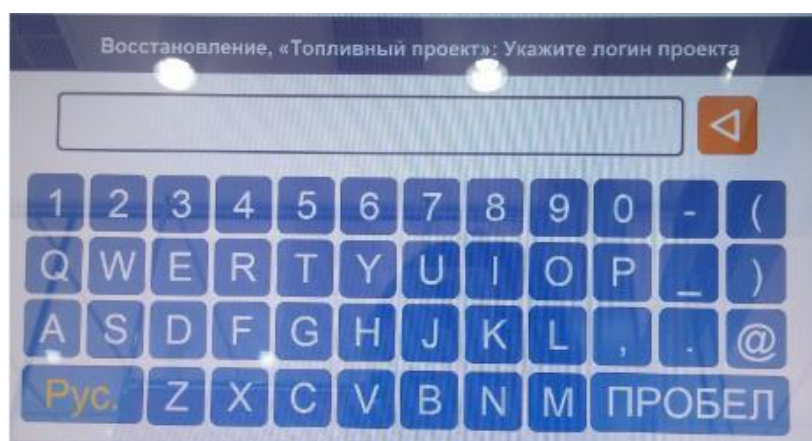 Восстановление, «Топливный проект»: Укажите логин проекта
1 2 3 4 5 6 7 8 9 0 - (
Q W E R T Y U I O P _ )
A S D F G H J K L , . @
Рус. Z X C V B N M ПРОБЕЛ